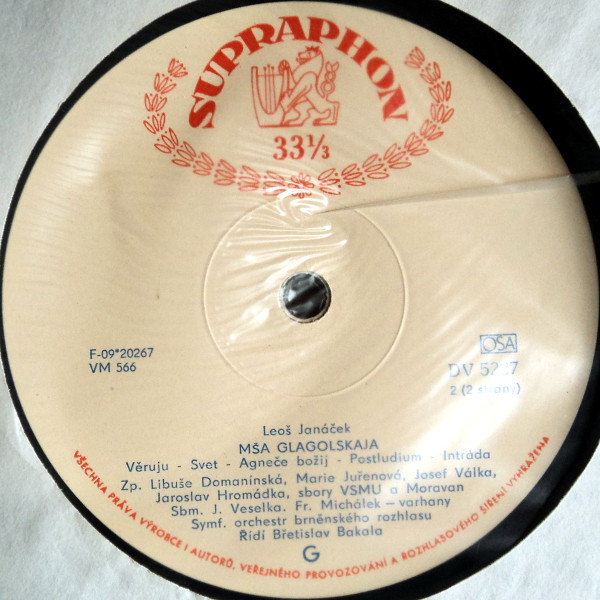 SUPRAPHON
33⅓
F-09*20267
VM 566
OSA
2 (2 strany)
Leoš Janáček
MŠA GLAGOLSKAJA
Věruju - Svet - Agneče božij - Postludium - Intráda
Zp. Libuše Domanínská, Marie Juřenová, Josef Válka,
Jaroslav Hromádka, sbory VSMU a Moravan
Sbm. J. Veselka. Fr. Michálek – varhany
Symf. orchestr brněnského rozhlasu
Řídí Břetislav Bakala
G
VŠECHNA PRÁVA VÝROBCE I AUTORŮ, VEŘEJNÉHO PROVOZOVÁNÍ A ROZHLASOVÉHO ŠÍŘENÍ VYHRAŽENA